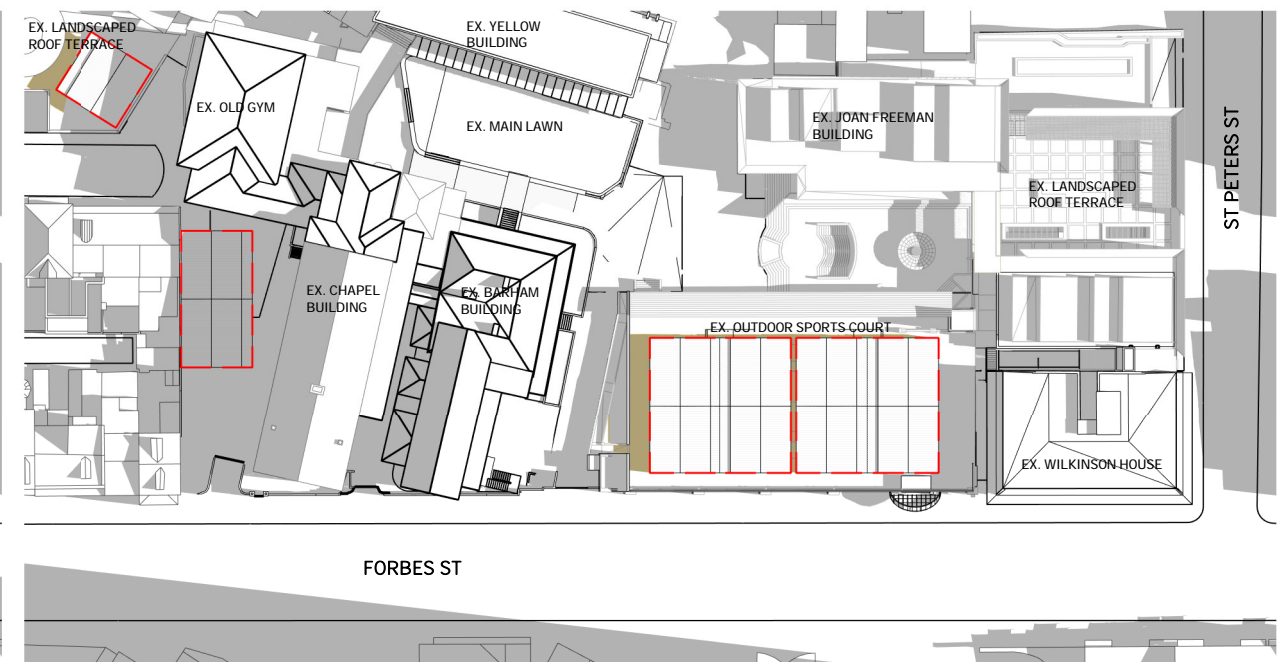 EX. LANDSCAPED
ROOF TERRACE
EX. YELLOW
BUILDING
EX. OLD GYM
EX. MAIN LAWN
EX. JOAN FREEMAN
BUILDING
ST PETERS ST
EX. LANDSCAPED
ROOF TERRACE
EX. CHAPEL
BUILDING
EX. BARHAM
BUILDING
EX. OUTDOOR SPORTS COURT
EX. WILKINSON HOUSE
FORBES ST